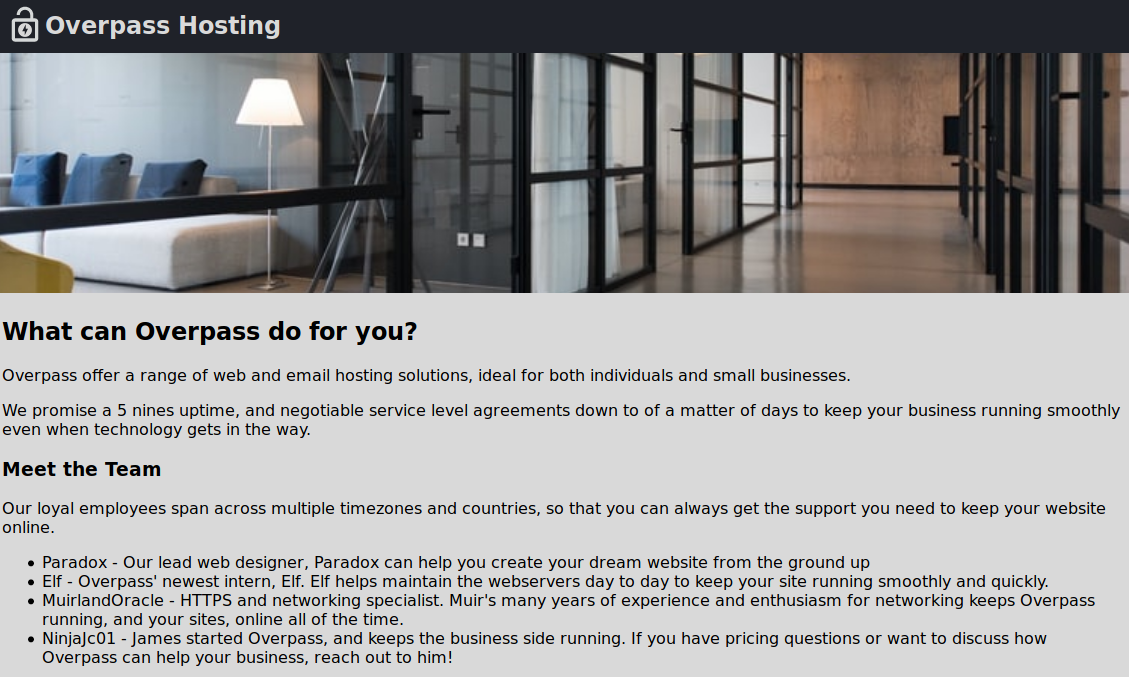 Overpass Hosting
What can Overpass do for you?
Overpass offer a range of web and email hosting solutions, ideal for both individuals and small businesses.
We promise a 5 nines uptime, and negotiable service level agreements down to of a matter of days to keep your business running smoothly
even when technology gets in the way.
Meet the Team
Our loyal employees span across multiple timezones and countries, so that you can always get the support you need to keep your website
online.
• Paradox - Our lead web designer, Paradox can help you create your dream website from the ground up
• Elf - Overpass' newest intern, Elf. Elf helps maintain the webservers day to day to keep your site running smoothly and quickly.
• MuirlandOracle - HTTPS and networking specialist. Muir's many years of experience and enthusiasm for networking keeps Overpass
running, and your sites, online all of the time.
• NinjaJc01 - James started Overpass, and keeps the business side running. If you have pricing questions or want to discuss how
Overpass can help your business, reach out to him!